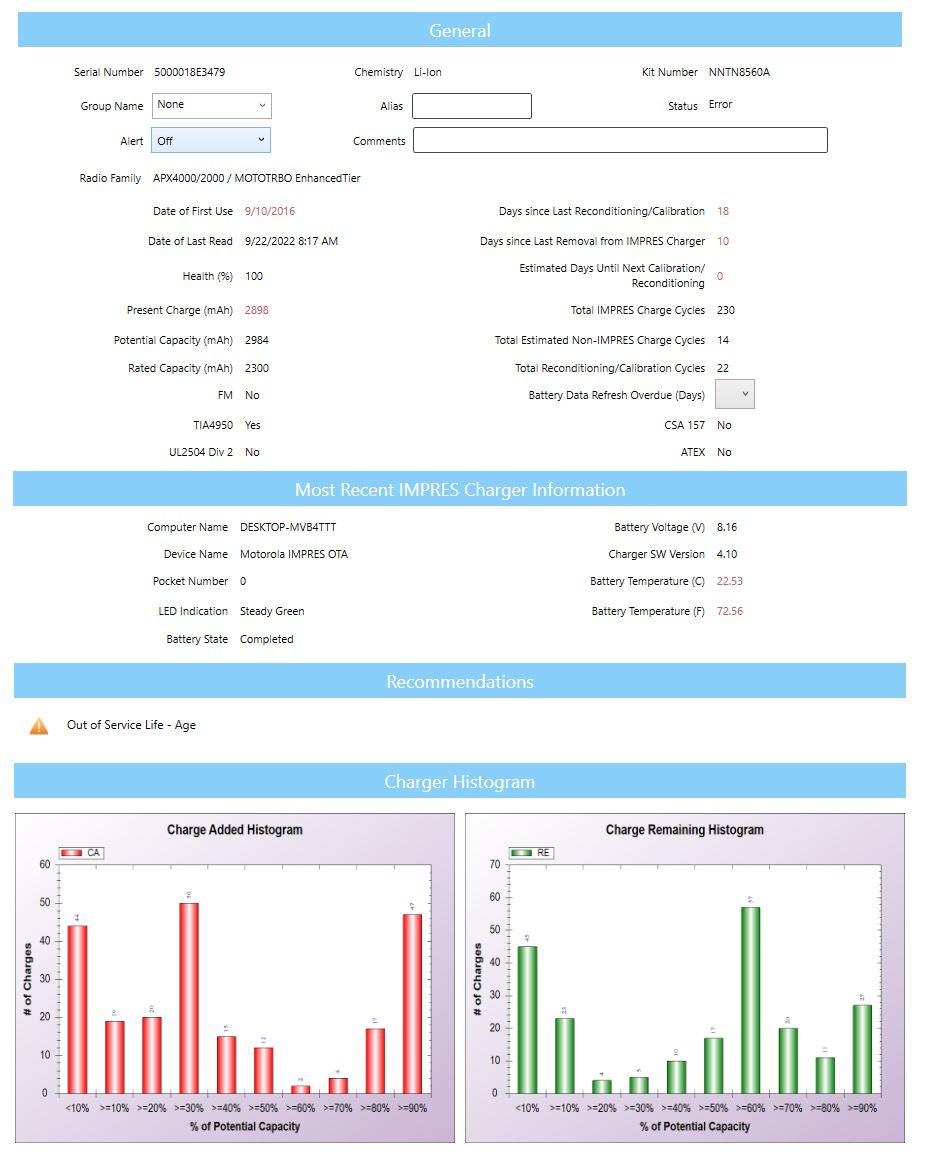 General
Serial Number 5000018E3479 Chemistry Li-Ion Kit Number NNTN8560A
Group Name None Alias Status Error
Alert Off Comments
Radio Family APX4000/2000 / MOTOTRBO EnhancedTier
Date of First Use 9/10/2016 Days since Last Reconditioning/Calibration 18
Date of Last Read 9/22/2022 8:17 AM Days since Last Removal from IMPRES Charger 10
Health (%) 100 Estimated Days Until Next Calibration/
Reconditioning 0
Present Charge (mAh) 2898 Total IMPRES Charge Cycles 230
Potential Capacity (mAh) 2984 Total Estimated Non-IMPRES Charge Cycles 14
Rated Capacity (mAh) 2300 Total Reconditioning/Calibration Cycles 22
FM No Battery Data Refresh Overdue (Days)
TIA4950 Yes CSA 157 No
UL2504 Div 2 No ATEX No
Most Recent IMPRES Charger Information
Computer Name DESKTOP-MVB4TTT Battery Voltage (V) 8.16
Device Name Motorola IMPRES OTA Charger SW Version 4.10
Pocket Number 0 Battery Temperature (C) 22.53
LED Indication Steady Green Battery Temperature (F) 72.56
Battery State Completed
Recommendations
Out of Service Life - Age
Charger Histogram
Charge Added Histogram
CA
60
50
40
30
20
10
0
# of Charges
44 19 20 50 15 12 2 4 17 47
<10% >=10% >=20% >=30% >=40% >=50% >=60% >=70% >=80% >=90%
% of Potential Capacity
Charge Remaining Histogram
RE
70
60
50
40
30
20
10
0
# of Charges
45 23 4 5 10 17 57 20 11 27
<10% >=10% >=20% >=30% >=40% >=50% >=60% >=70% >=80% >=90%
% of Potential Capacity